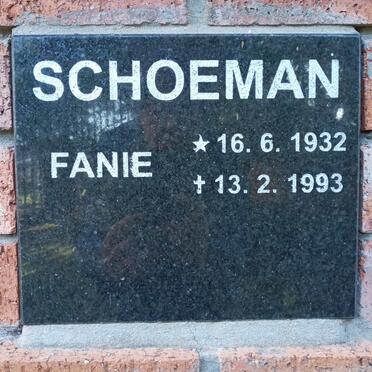 SCHOEMAN
FANIE
★ 16. 6. 1932
✝ 13. 2. 1993